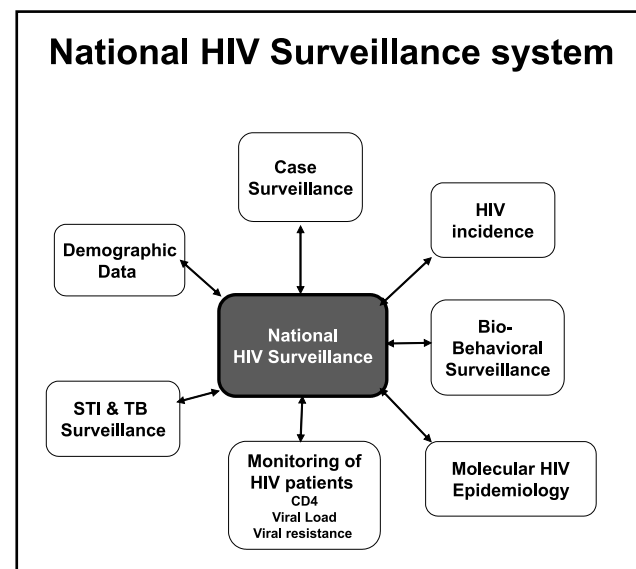 National HIV Surveillance system
Case
Surveillance
HIV
incidence
Demographic
Data
National
HIV Surveillance
Bio-
Behavioral
Surveillance
STI & TB
Surveillance
Monitoring of
HIV patients
CD4
Viral Load
Viral resistance
Molecular HIV
Epidemiology